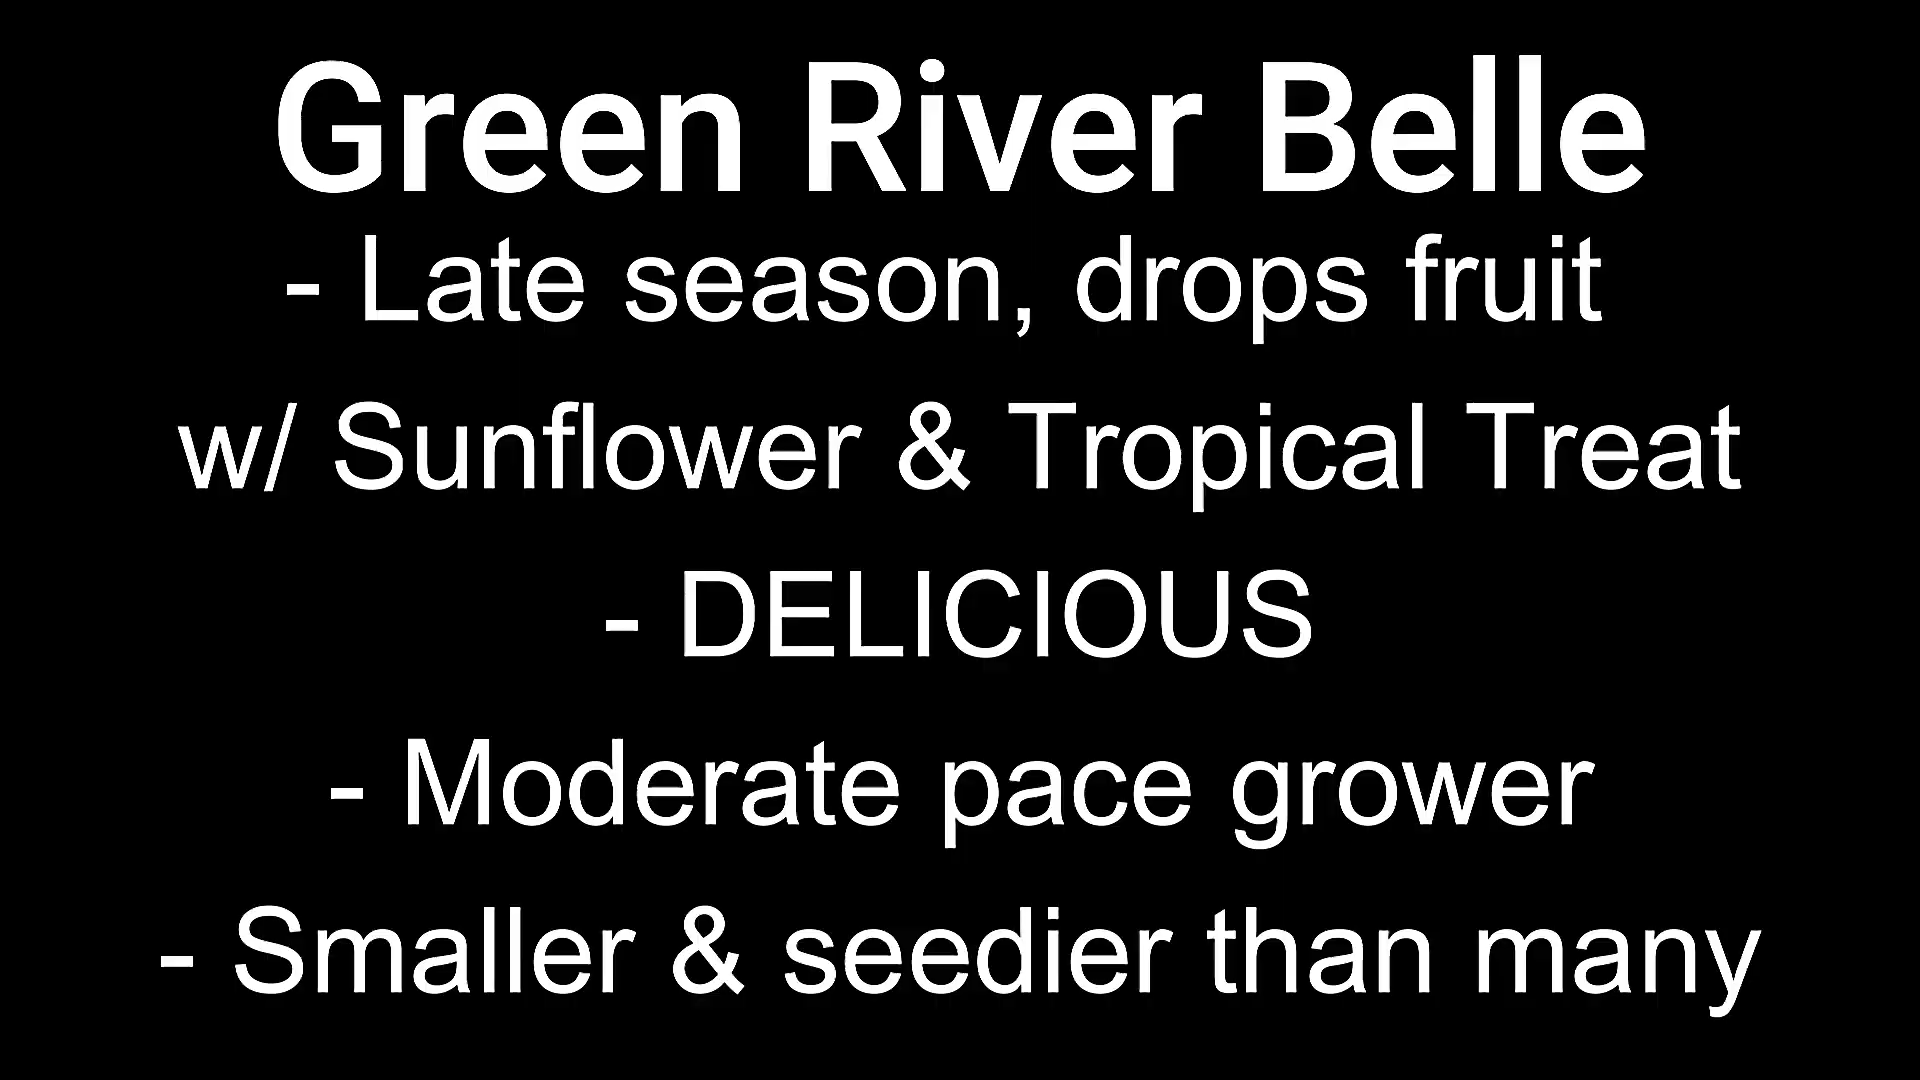 Green River Belle
- Late season, drops fruit
w/ Sunflower & Tropical Treat
- DELICIOUS
- Moderate pace grower
- Smaller & seedier than many